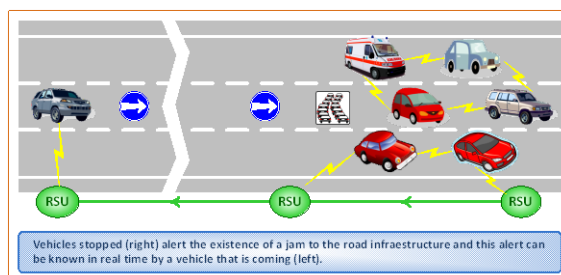 RSU
RSU
RSU
Vehicles stopped (right) alert the existence of a jam to the road infraestructure and this alert can
be known in real time by a vehicle that is coming (left).